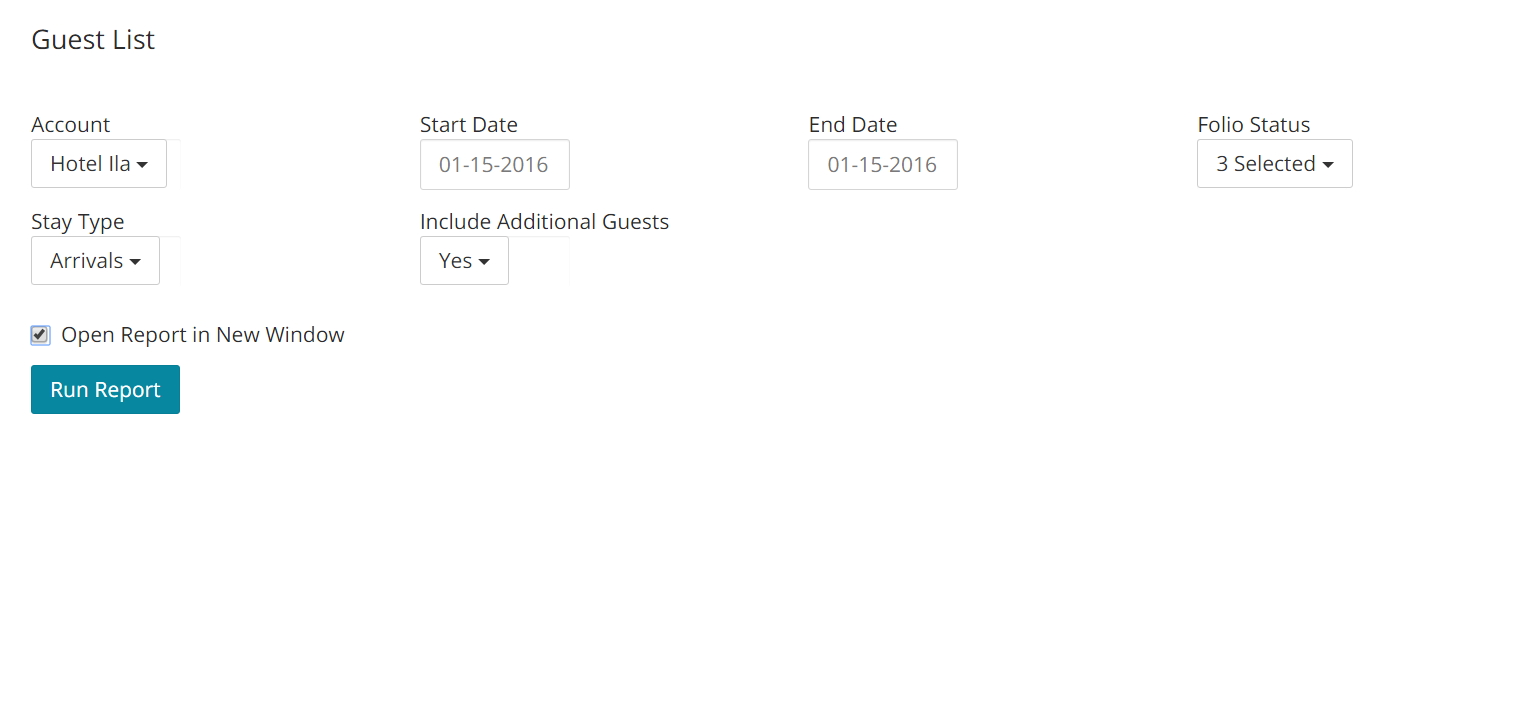 Guest List
Account
Start Date
End Date
Folio Status
Hotel Ila
01-15-2016
01-15-2016
3 Selected
Stay Type
Include Additional Guests
Arrivals
Yes
Open Report in New Window
Run Report